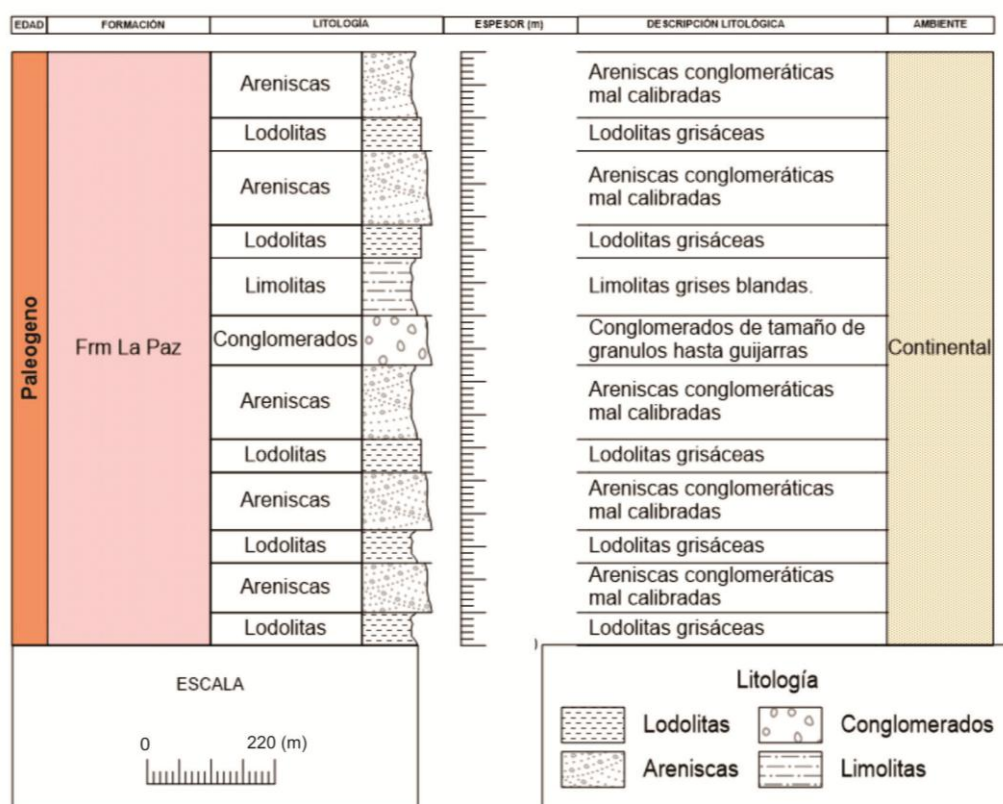 EDAD FORMACIÓN LITOLOGÍA ESPESOR (m) DESCRIPCIÓN LITOLÓGICA AMBIENTE
Paleogeno
Frm La Paz
Continental
Areniscas
Areniscas conglomeráticas
mal calibradas
Lodolitas
Lodolitas grisáceas
Areniscas
Areniscas conglomeráticas
mal calibradas
Lodolitas
Lodolitas grisáceas
Limolitas
Limolitas grises blandas.
Conglomerados
Conglomerados de tamaño de
granulos hasta guijarras
Areniscas
Areniscas conglomeráticas
mal calibradas
Lodolitas
Lodolitas grisáceas
Areniscas
Areniscas conglomeráticas
mal calibradas
Lodolitas
Lodolitas grisáceas
Areniscas
Areniscas conglomeráticas
mal calibradas
Lodolitas
Lodolitas grisáceas
ESCALA
0 220 (m)
Litología
Lodolitas Conglomerados
Areniscas Limolitas